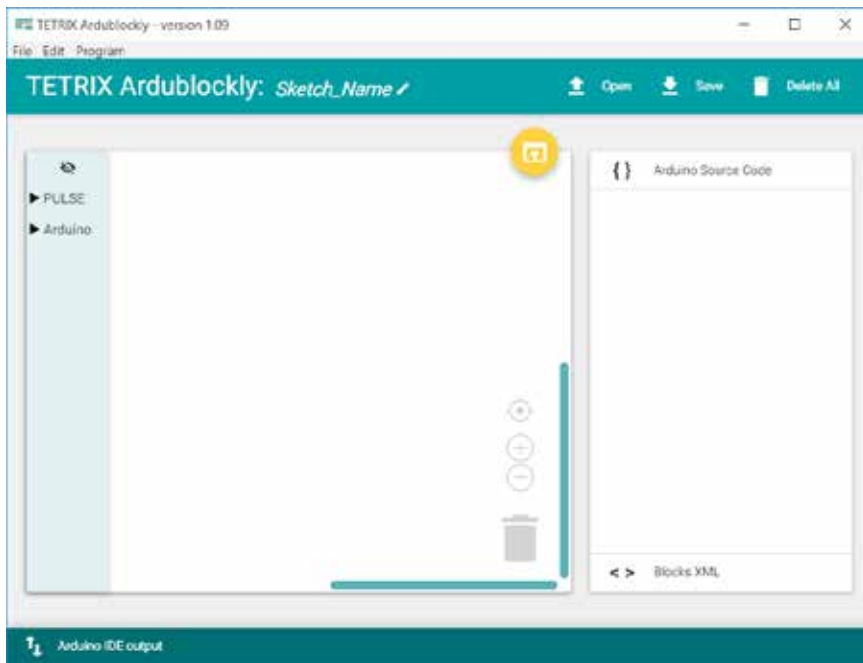 TETRIX Ardublockly - version 1.09
File Edit Program
TETRIX Ardublockly: Sketch_Name
Open Save Delete All
PULSE
Arduino
{ } Arduino Source Code
< > Blocks XML
Arduino IDE output